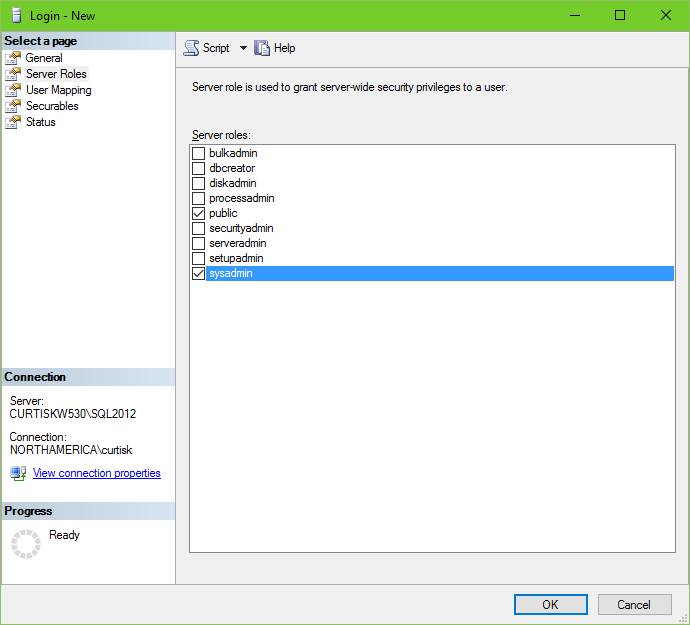 Login - New
Select a page
General
Server Roles
User Mapping
Securables
Status
Connection
Server:
CURTISKW530\SQL2012
Connection:
NORTHAMERICA\curtisk
View connection properties
Progress
Ready
Script Help
Server role is used to grant server-wide security privileges to a user.
Server roles:
bulkadmin
dbcreator
diskadmin
processadmin
public
securityadmin
serveradmin
setupadmin
sysadmin
OK Cancel